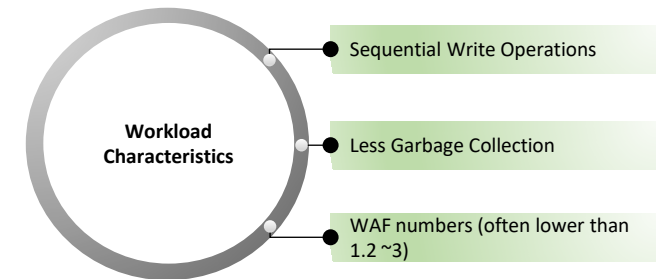 Workload
Characteristics
Sequential Write Operations
Less Garbage Collection
WAF numbers (often lower than
1.2 ~3)